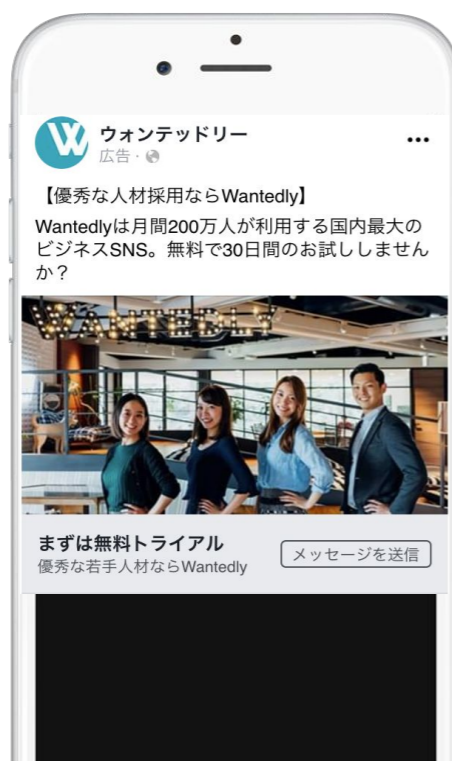 W
ウォンテッドリー
広告・
【優秀な人材採用ならWantedly】
Wantedlyは月間200万人が利用する国内最大の
ビジネスSNS。無料で30日間のお試ししません
か？
WANTEDLY
まずは無料トライアル
優秀な若手人材ならWantedly
メッセージを送信